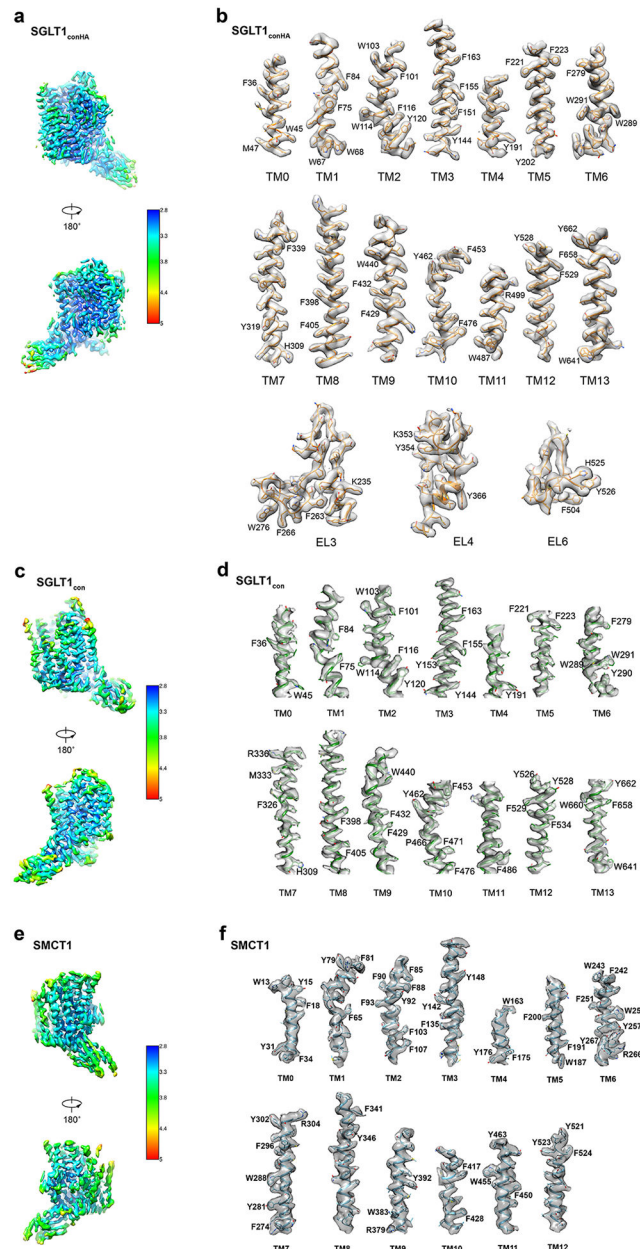 a
SGLT1conHA
180°
2.8
3.3
3.9
4.4
5
b
SGLT1conHA
W103
F36
W45
M47
F84
F75
W67
W68
F101
F116
Y120
W114
F163
F155
F151
Y144
Y191
F221
F223
Y202
F279
W291
W289
TM0 TM1 TM2 TM3 TM4 TM5 TM6
F339
Y319
H309
F398
F405
W440
F432
F429
Y462
F453
F476
R499
W487
Y528
F529
Y662
F658
W641
TM7 TM8 TM9 TM10 TM11 TM12 TM13
W276
F266
F263
K235
K353
Y354
Y366
H525
Y526
F504
EL3 EL4 EL6
c
SGLT1con
180°
2.8
3.3
3.9
4.4
5
d
SGLT1con
F36
W45
F84
F75
W103
F101
F116
W114
Y120
F163
F155
Y153
Y144
Y191
F221
F223
W289
F279
W291
Y290
TM0 TM1 TM2 TM3 TM4 TM5 TM6
R336
M333
F326
H309
F398
F405
W440
F432
F429
Y462
F453
P466
F471
F476
F486
Y526
Y528
F529
F534
Y662
W660
F658
W641
TM7 TM8 TM9 TM10 TM11 TM12 TM13
e
SMCT1
180°
2.8
3.3
3.9
4.4
5
f
SMCT1
W13
Y15
F18
Y31
F34
Y79
F81
F65
F90
F85
F88
F93
Y92
F103
F107
Y148
Y142
F135
W163
Y176
F175
F200
F191
W187
W243
F242
F251
W25
Y257
Y267
R266
TM0 TM1 TM2 TM3 TM4 TM5 TM6
Y302
R304
F296
W288
Y281
F274
F341
Y346
Y392
W383
R379
F417
F428
Y463
W455
F450
Y521
Y523
F524
TM7 TM8 TM9 TM10 TM11 TM12